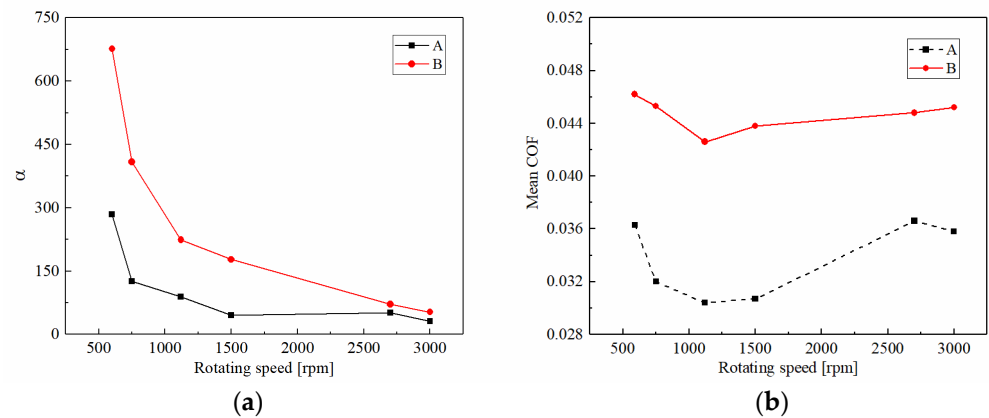 750
600
450
300
150
0
α
A
B
500
1000
1500
2000
2500
3000
Rotating speed [rpm]
(a)
0.052
0.048
0.044
0.040
0.036
0.032
0.028
Mean COF
A
B
500
1000
1500
2000
2500
3000
Rotating speed [rpm]
(b)